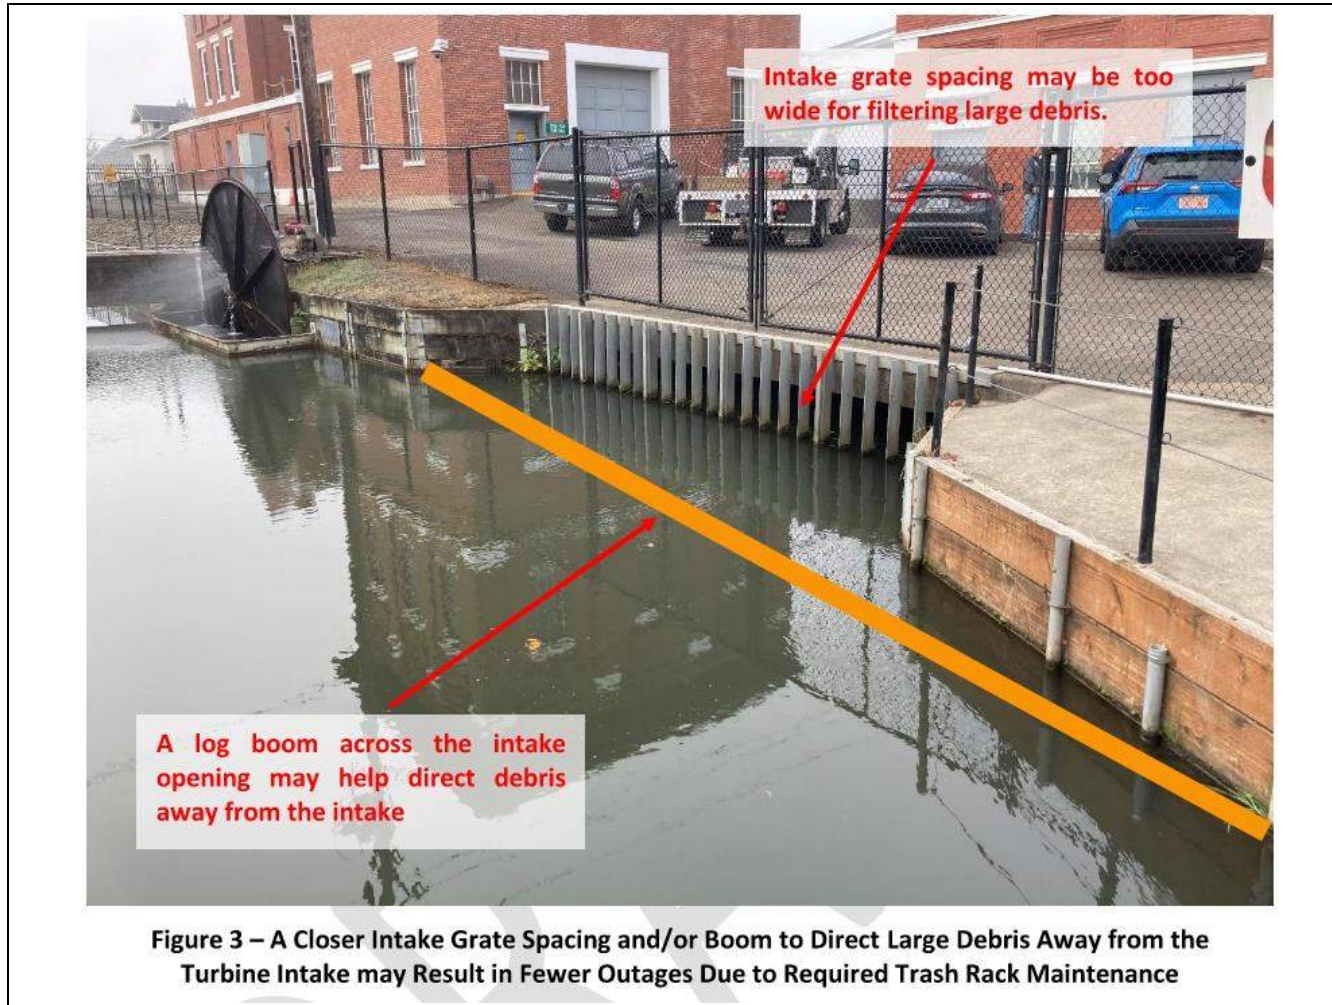 Intake grate spacing may be too
wide for filtering large debris.
A log boom across the intake
opening may help direct debris
away from the intake
Figure 3 – A Closer Intake Grate Spacing and/or Boom to Direct Large Debris Away from the
Turbine Intake may Result in Fewer Outages Due to Required Trash Rack Maintenance